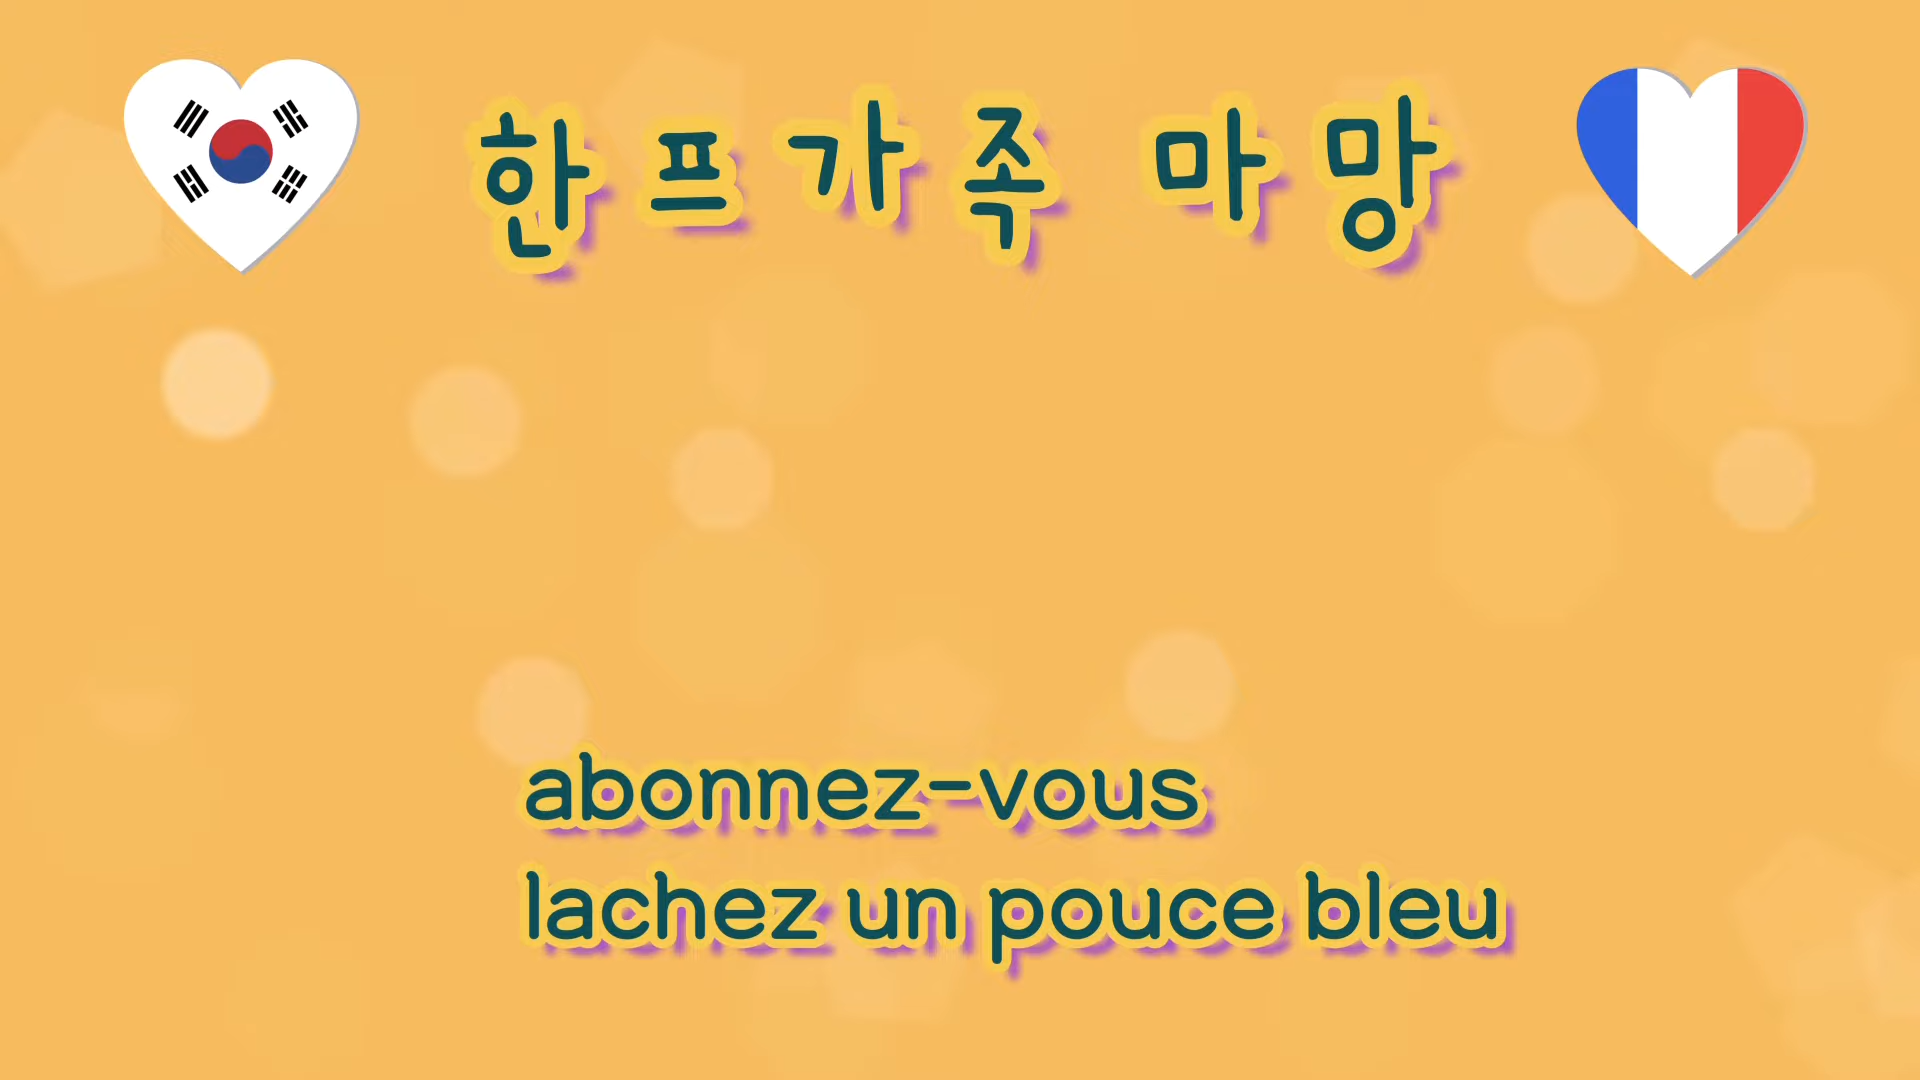 한프가족 마망
abonnez-vous
lachez un pouce bleu